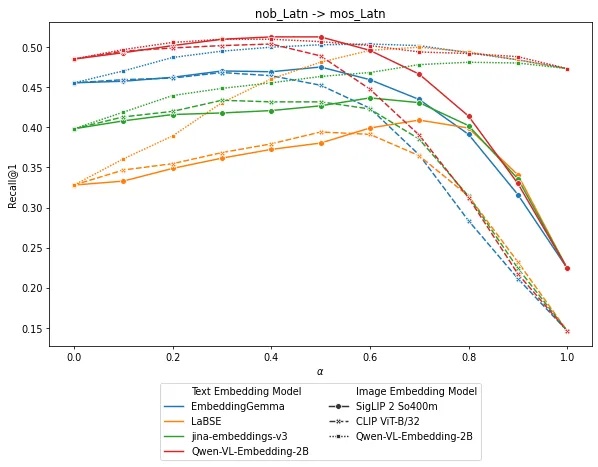 nob_Latn -> mos_Latn
Recall@1
0.50
0.45
0.40
0.35
0.30
0.25
0.20
0.15
0.0
0.2
0.4
0.6
0.8
1.0
α
Text Embedding Model
EmbeddingGemma
LaBSE
jina-embeddings-v3
Qwen-VL-Embedding-2B
Image Embedding Model
SigLIP 2 So400m
CLIP ViT-B/32
Qwen-VL-Embedding-2B